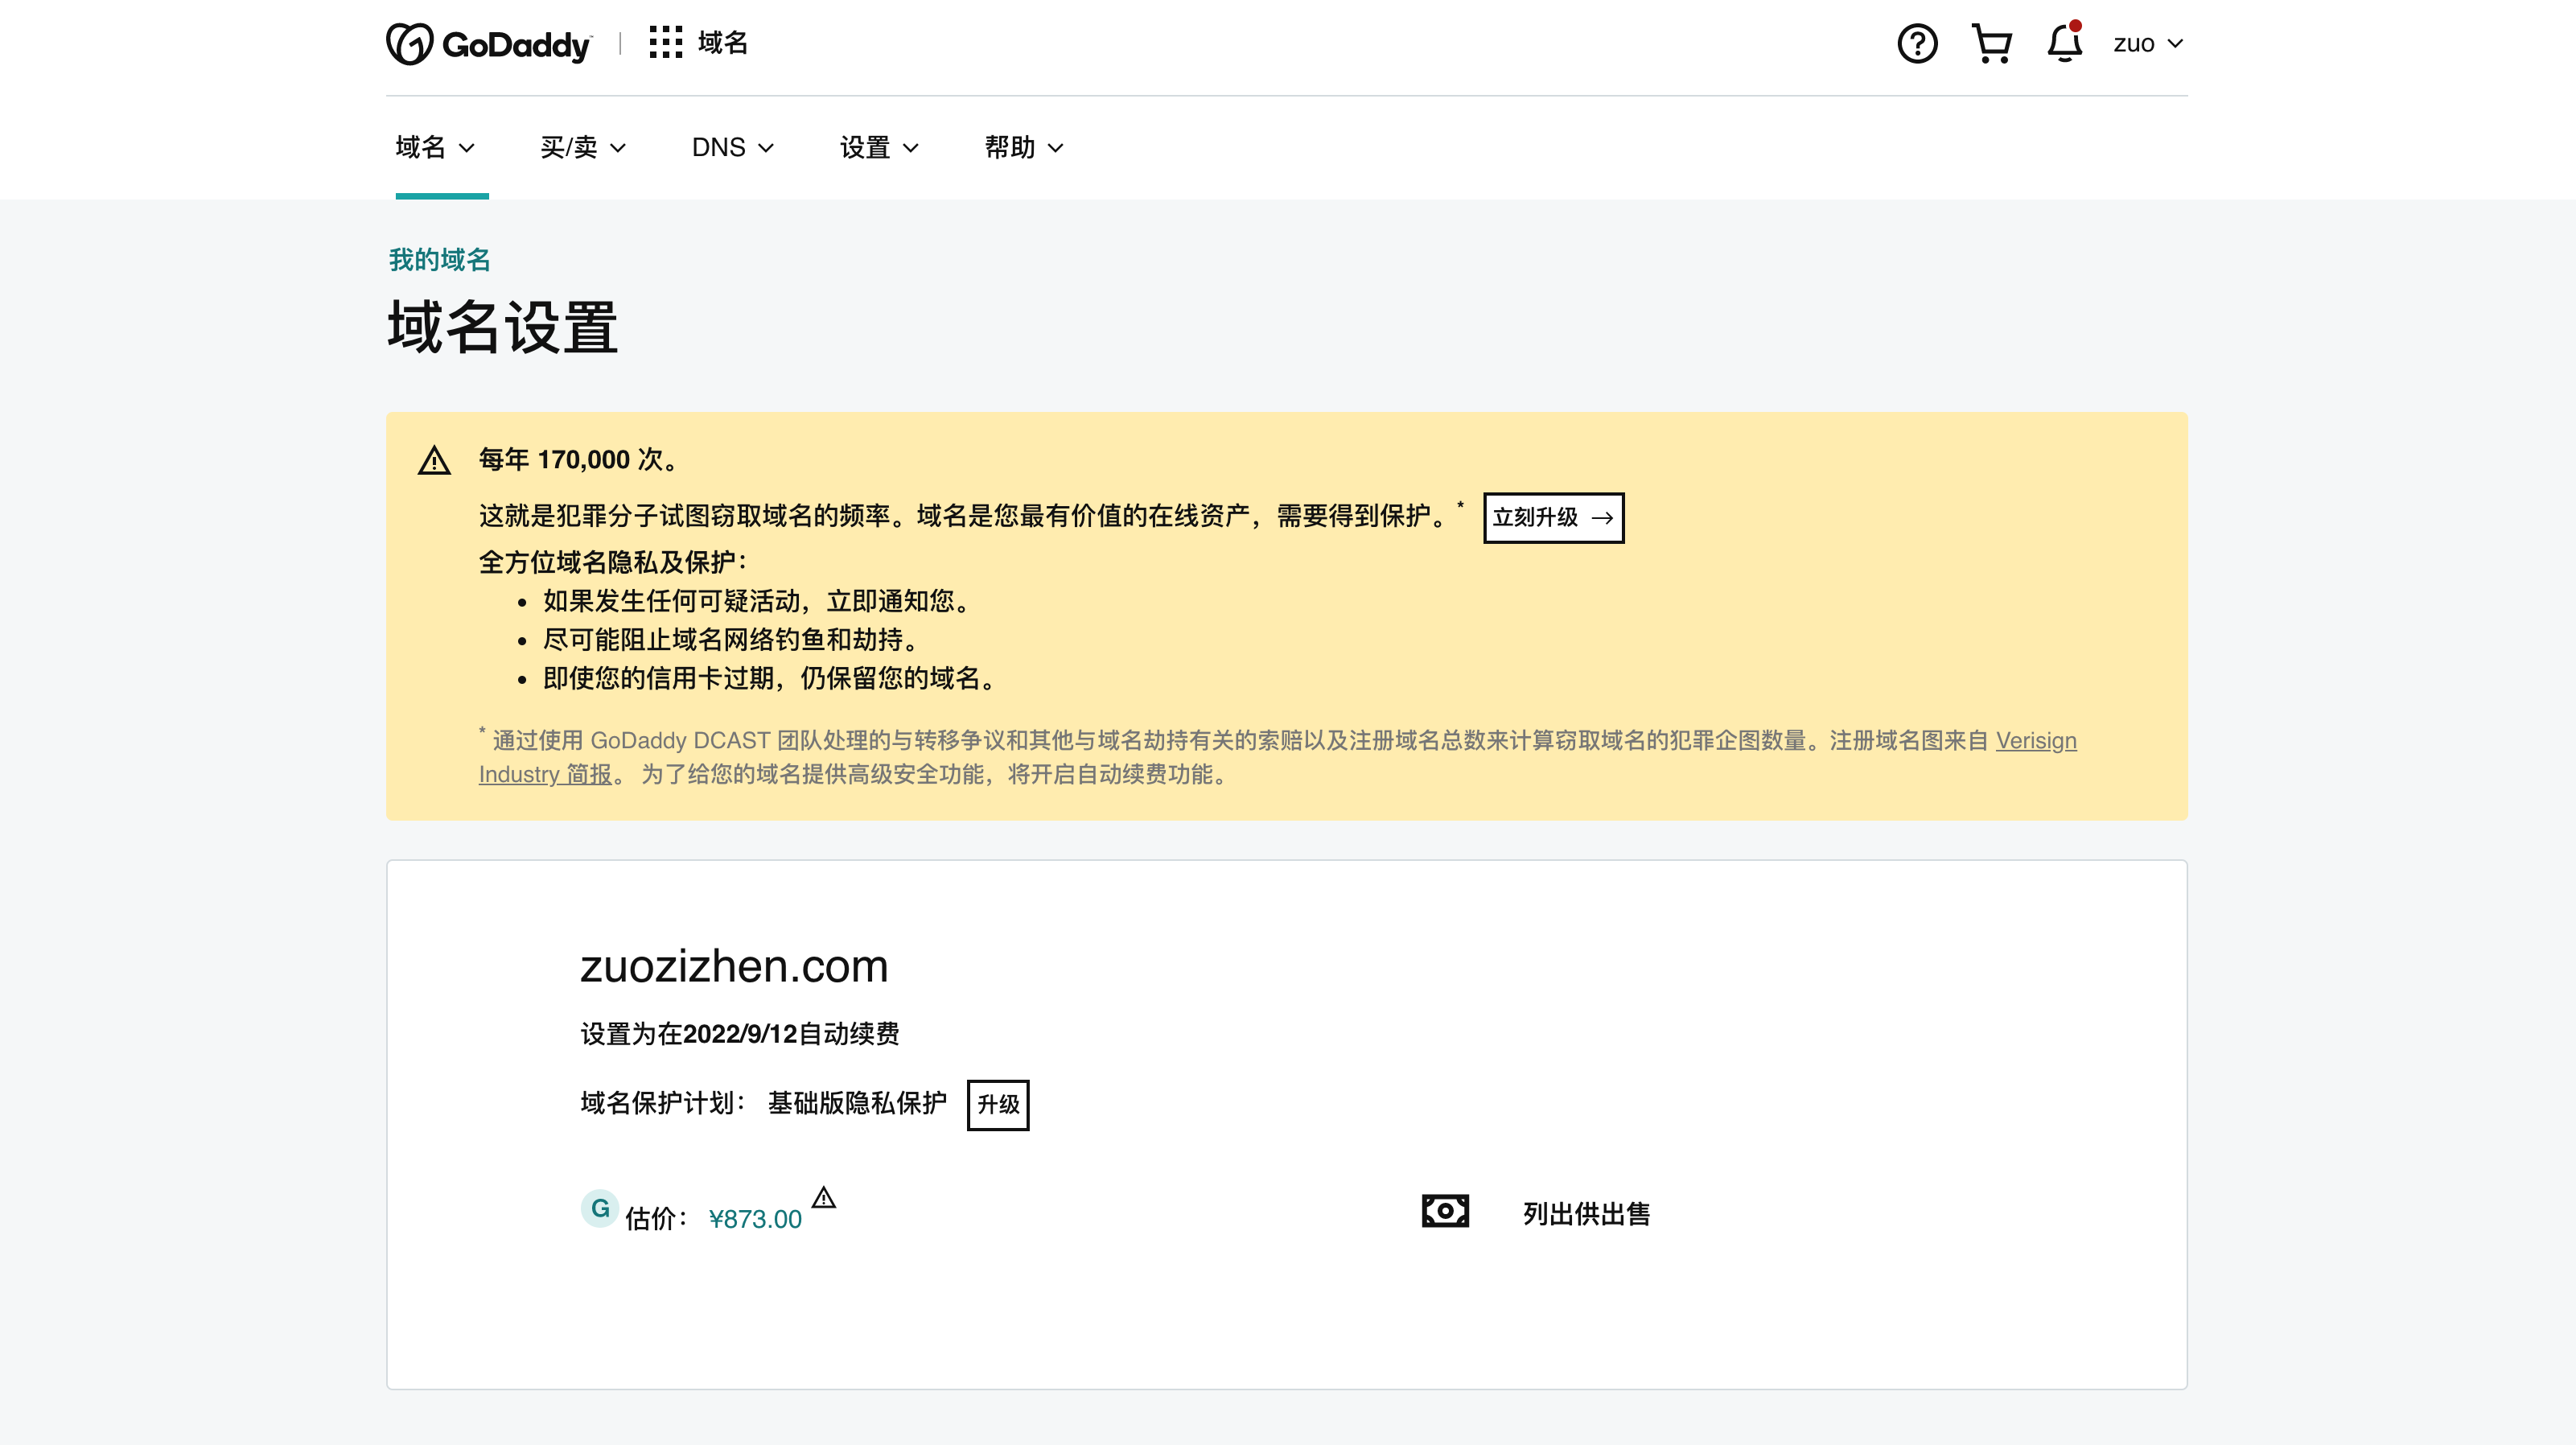 GoDaddy
域名
zuo
域名
买/卖
DNS
设置
帮助
我的域名
域名设置
每年 170,000 次。
这就是犯罪分子试图窃取域名的频率。域名是您最有价值的在线资产，需要得到保护。*
立刻升级 →
全方位域名隐私及保护：
• 如果发生任何可疑活动，立即通知您。
• 尽可能阻止域名网络钓鱼和劫持。
• 即使您的信用卡过期，仍保留您的域名。
* 通过使用 GoDaddy DCAST 团队处理的与转移争议和其他与域名劫持有关的索赔以及注册域名总数来计算窃取域名的犯罪企图数量。注册域名图来自 Verisign
Industry 简报。 为了给您的域名提供高级安全功能，将开启自动续费功能。
zuozizhen.com
设置为在2022/9/12自动续费
域名保护计划： 基础版隐私保护 升级
G 估价： ¥873.00
列出供出售